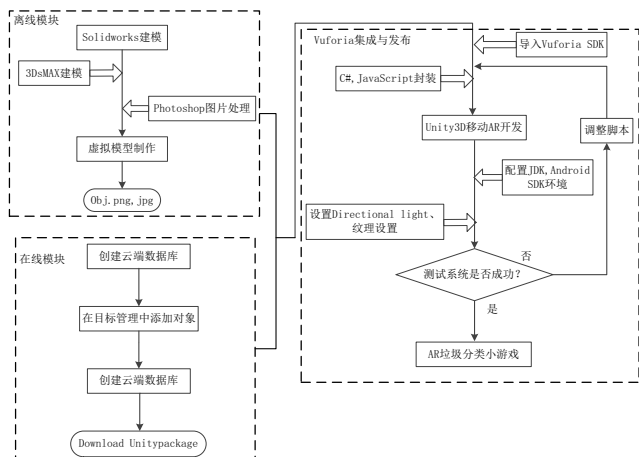 离线模块
Solidworks建模
3DsMAX建模
Photoshop图片处理
虚拟模型制作
Obj.png,jpg
在线模块
创建云端数据库
在目标管理中添加对象
创建云端数据库
Download Unitypackage
Vuforia集成与发布
导入Vuforia SDK
C#,JavaScript封装
Unity3D移动AR开发
调整脚本
配置JDK,Android
SDK环境
设置Directional light、
纹理设置
测试系统是否成功?
否
是
AR垃圾分类小游戏